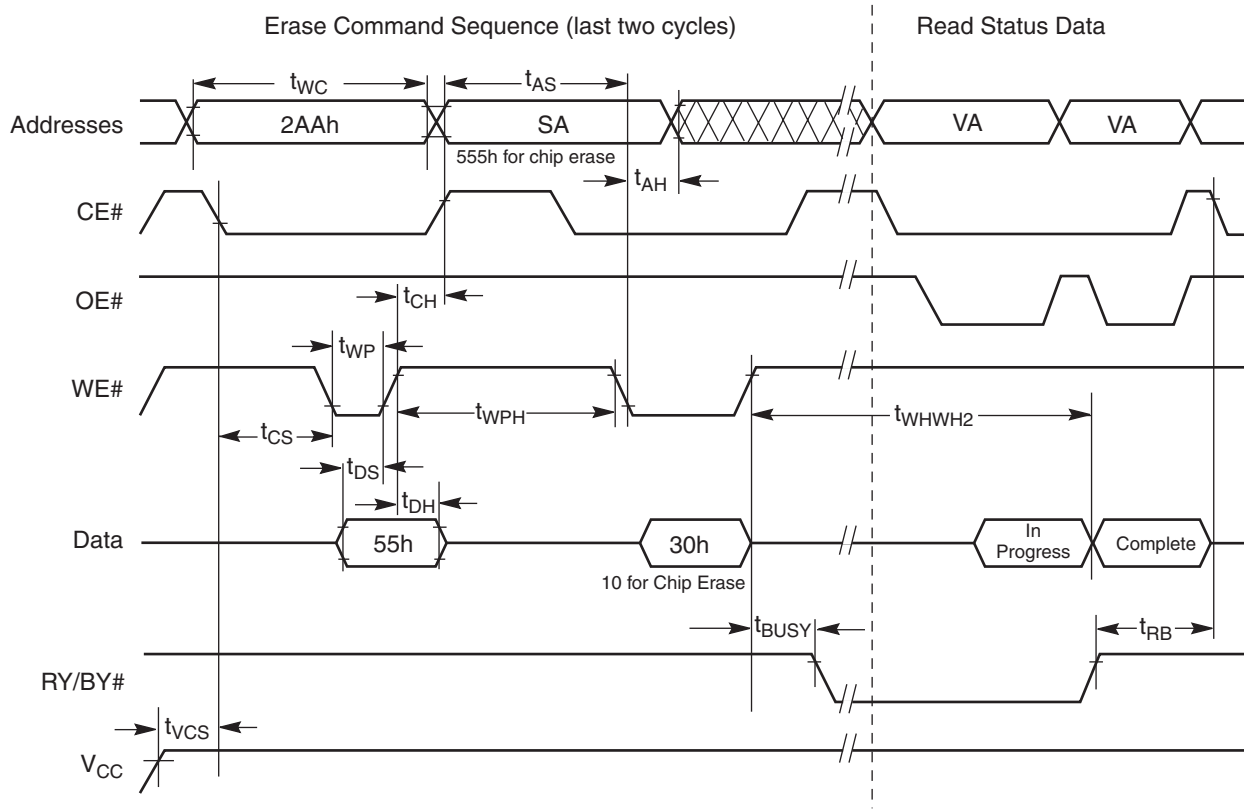 Erase Command Sequence (last two cycles) Read Status Data
tWC tAS
Addresses 2AAh SA VA VA
555h for chip erase
tAH
CE#
OE#
tCH
tWP
WE#
tWPH tWHWH2
tCS
tDS
tDH
Data 55h 30h In Progress Complete
10 for Chip Erase
tBUSY tRB
RY/BY#
tVCS
VCC